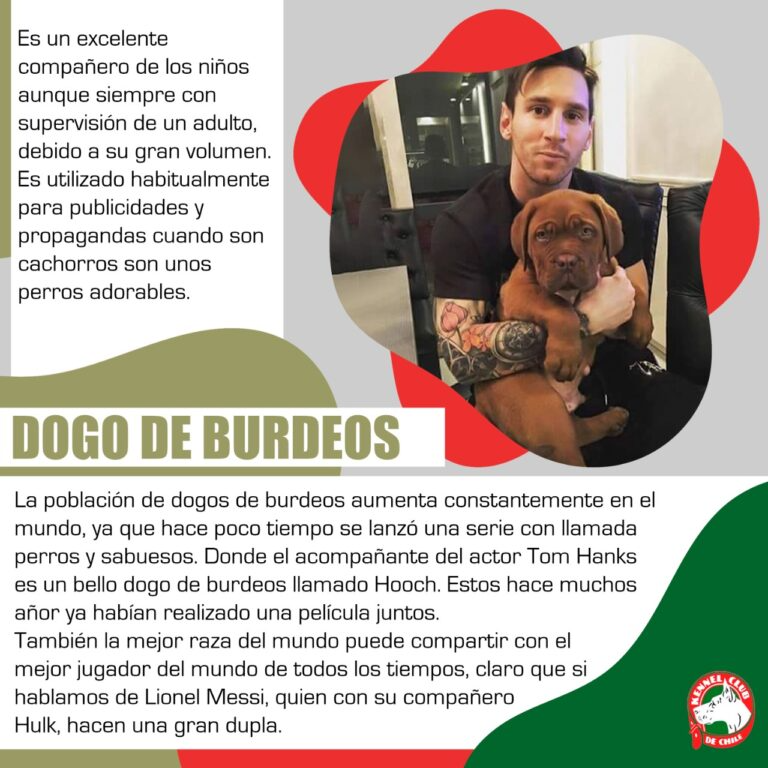 Es un excelente
compañero de los niños
aunque siempre con
supervisión de un adulto,
debido a su gran volumen.
Es utilizado habitualmente
para publicidades y
propagandas cuando son
cachorros son unos
perros adorables.
DOGO DE BURDEOS
La población de dogos de burdeos aumenta constantemente en el
mundo, ya que hace poco tiempo se lanzó una serie con llamada
perros y sabuesos. Donde el acompañante del actor Tom Hanks
es un bello dogo de burdeos llamado Hooch. Estos hace muchos
añor ya habían realizado una película juntos.
También la mejor raza del mundo puede compartir con el
mejor jugador del mundo de todos los tiempos, claro que si
hablamos de Lionel Messi, quien con su compañero
Hulk, hacen una gran dupla.
KENNEL CLUB
DE CHILE